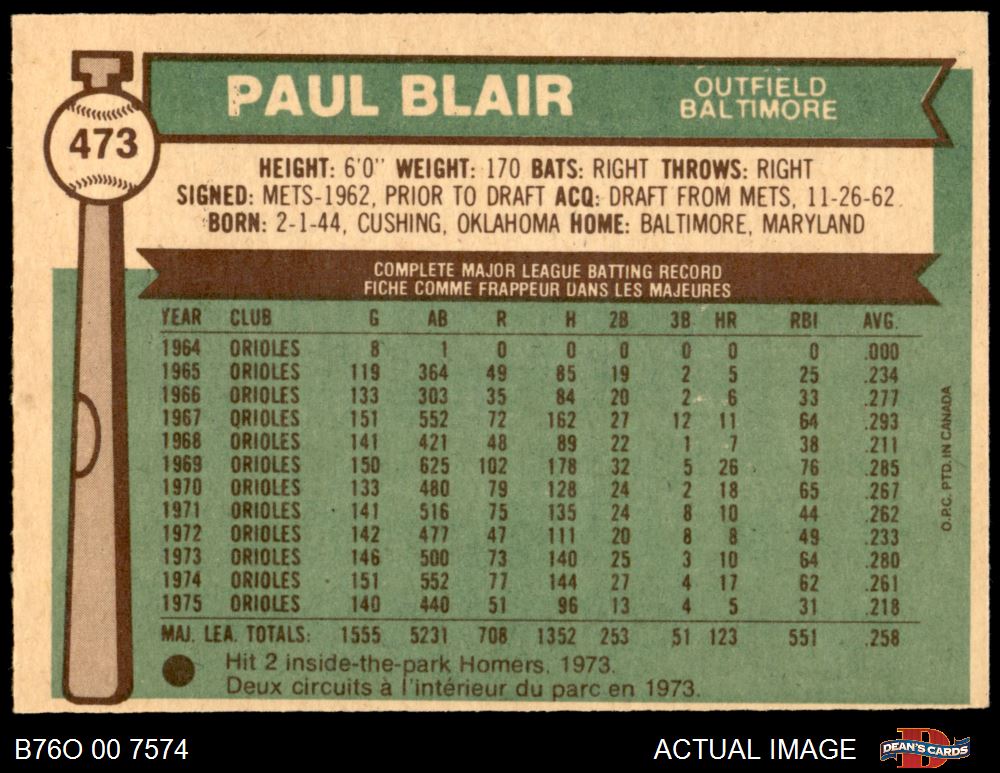 PAUL BLAIR
OUTFIELD
BALTIMORE
473
HEIGHT: 6'0" WEIGHT: 170 BATS: RIGHT THROWS: RIGHT
SIGNED: METS-1962, PRIOR TO DRAFT ACQ: DRAFT FROM METS, 11-26-62
BORN: 2-1-44, CUSHING, OKLAHOMA HOME: BALTIMORE, MARYLAND
COMPLETE MAJOR LEAGUE BATTING RECORD
FICHE COMME FRAPPEUR DANS LES MAJEURES
YEAR CLUB G AB R H 2B 3B HR RBI AVG.
1964 ORIOLES 8 1 0 0 0 0 0 0 .000
1965 ORIOLES 119 364 49 85 19 2 5 25 .234
1966 ORIOLES 133 303 35 84 20 2 6 33 .277
1967 ORIOLES 151 552 72 162 27 12 11 64 .293
1968 ORIOLES 141 421 48 89 22 1 7 38 .211
1969 ORIOLES 150 625 102 178 32 5 26 76 .285
1970 ORIOLES 133 480 79 128 24 2 18 65 .267
1971 ORIOLES 141 516 75 135 24 8 10 44 .262
1972 ORIOLES 142 477 47 111 20 8 8 49 .233
1973 ORIOLES 146 500 73 140 25 3 10 64 .280
1974 ORIOLES 151 552 77 144 27 4 17 62 .261
1975 ORIOLES 140 440 51 96 13 4 5 31 .218
MAJ. LEA. TOTALS: 1555 5231 708 1352 253 51 123 551 .258
Hit 2 inside-the-park Homers, 1973.
Deux circuits à l'intérieur du parc en 1973.
O.P.C. PTD. IN CANADA
B76O 00 7574
ACTUAL IMAGE
DEAN'S CARDS